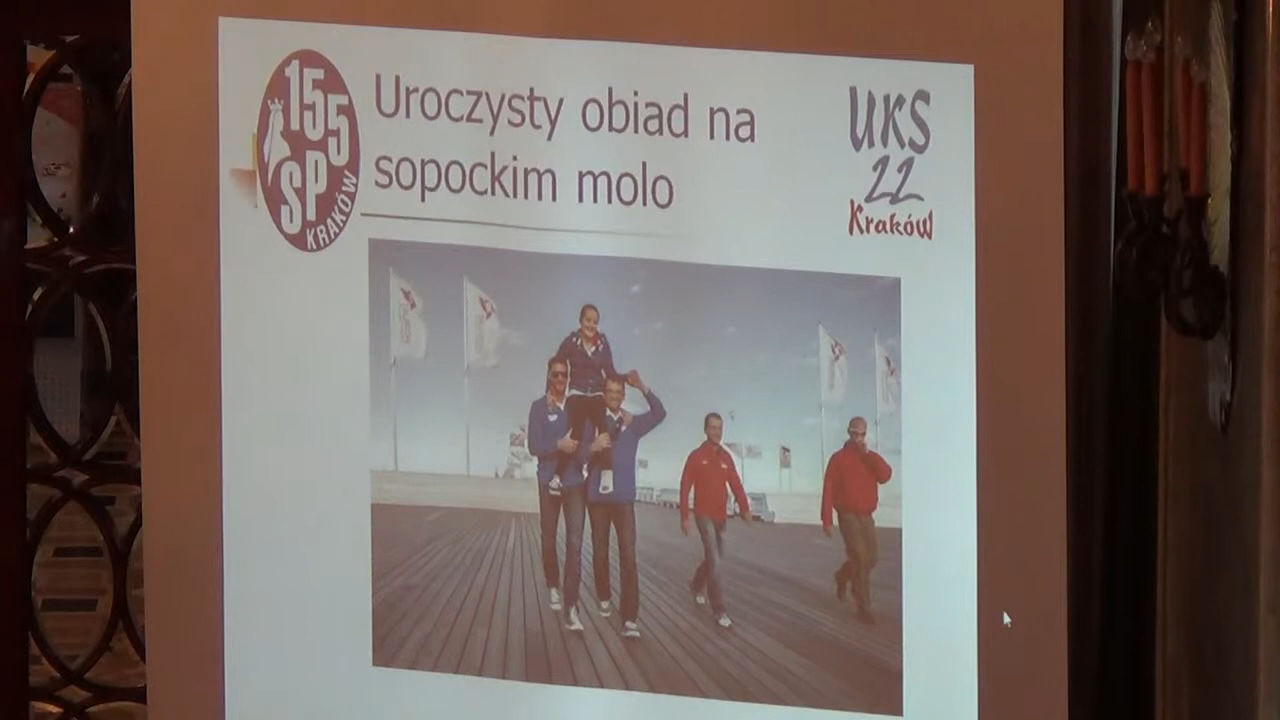 155
SP
KRAKÓW
Uroczysty obiad na
sopockim molo
UKS
22
Kraków